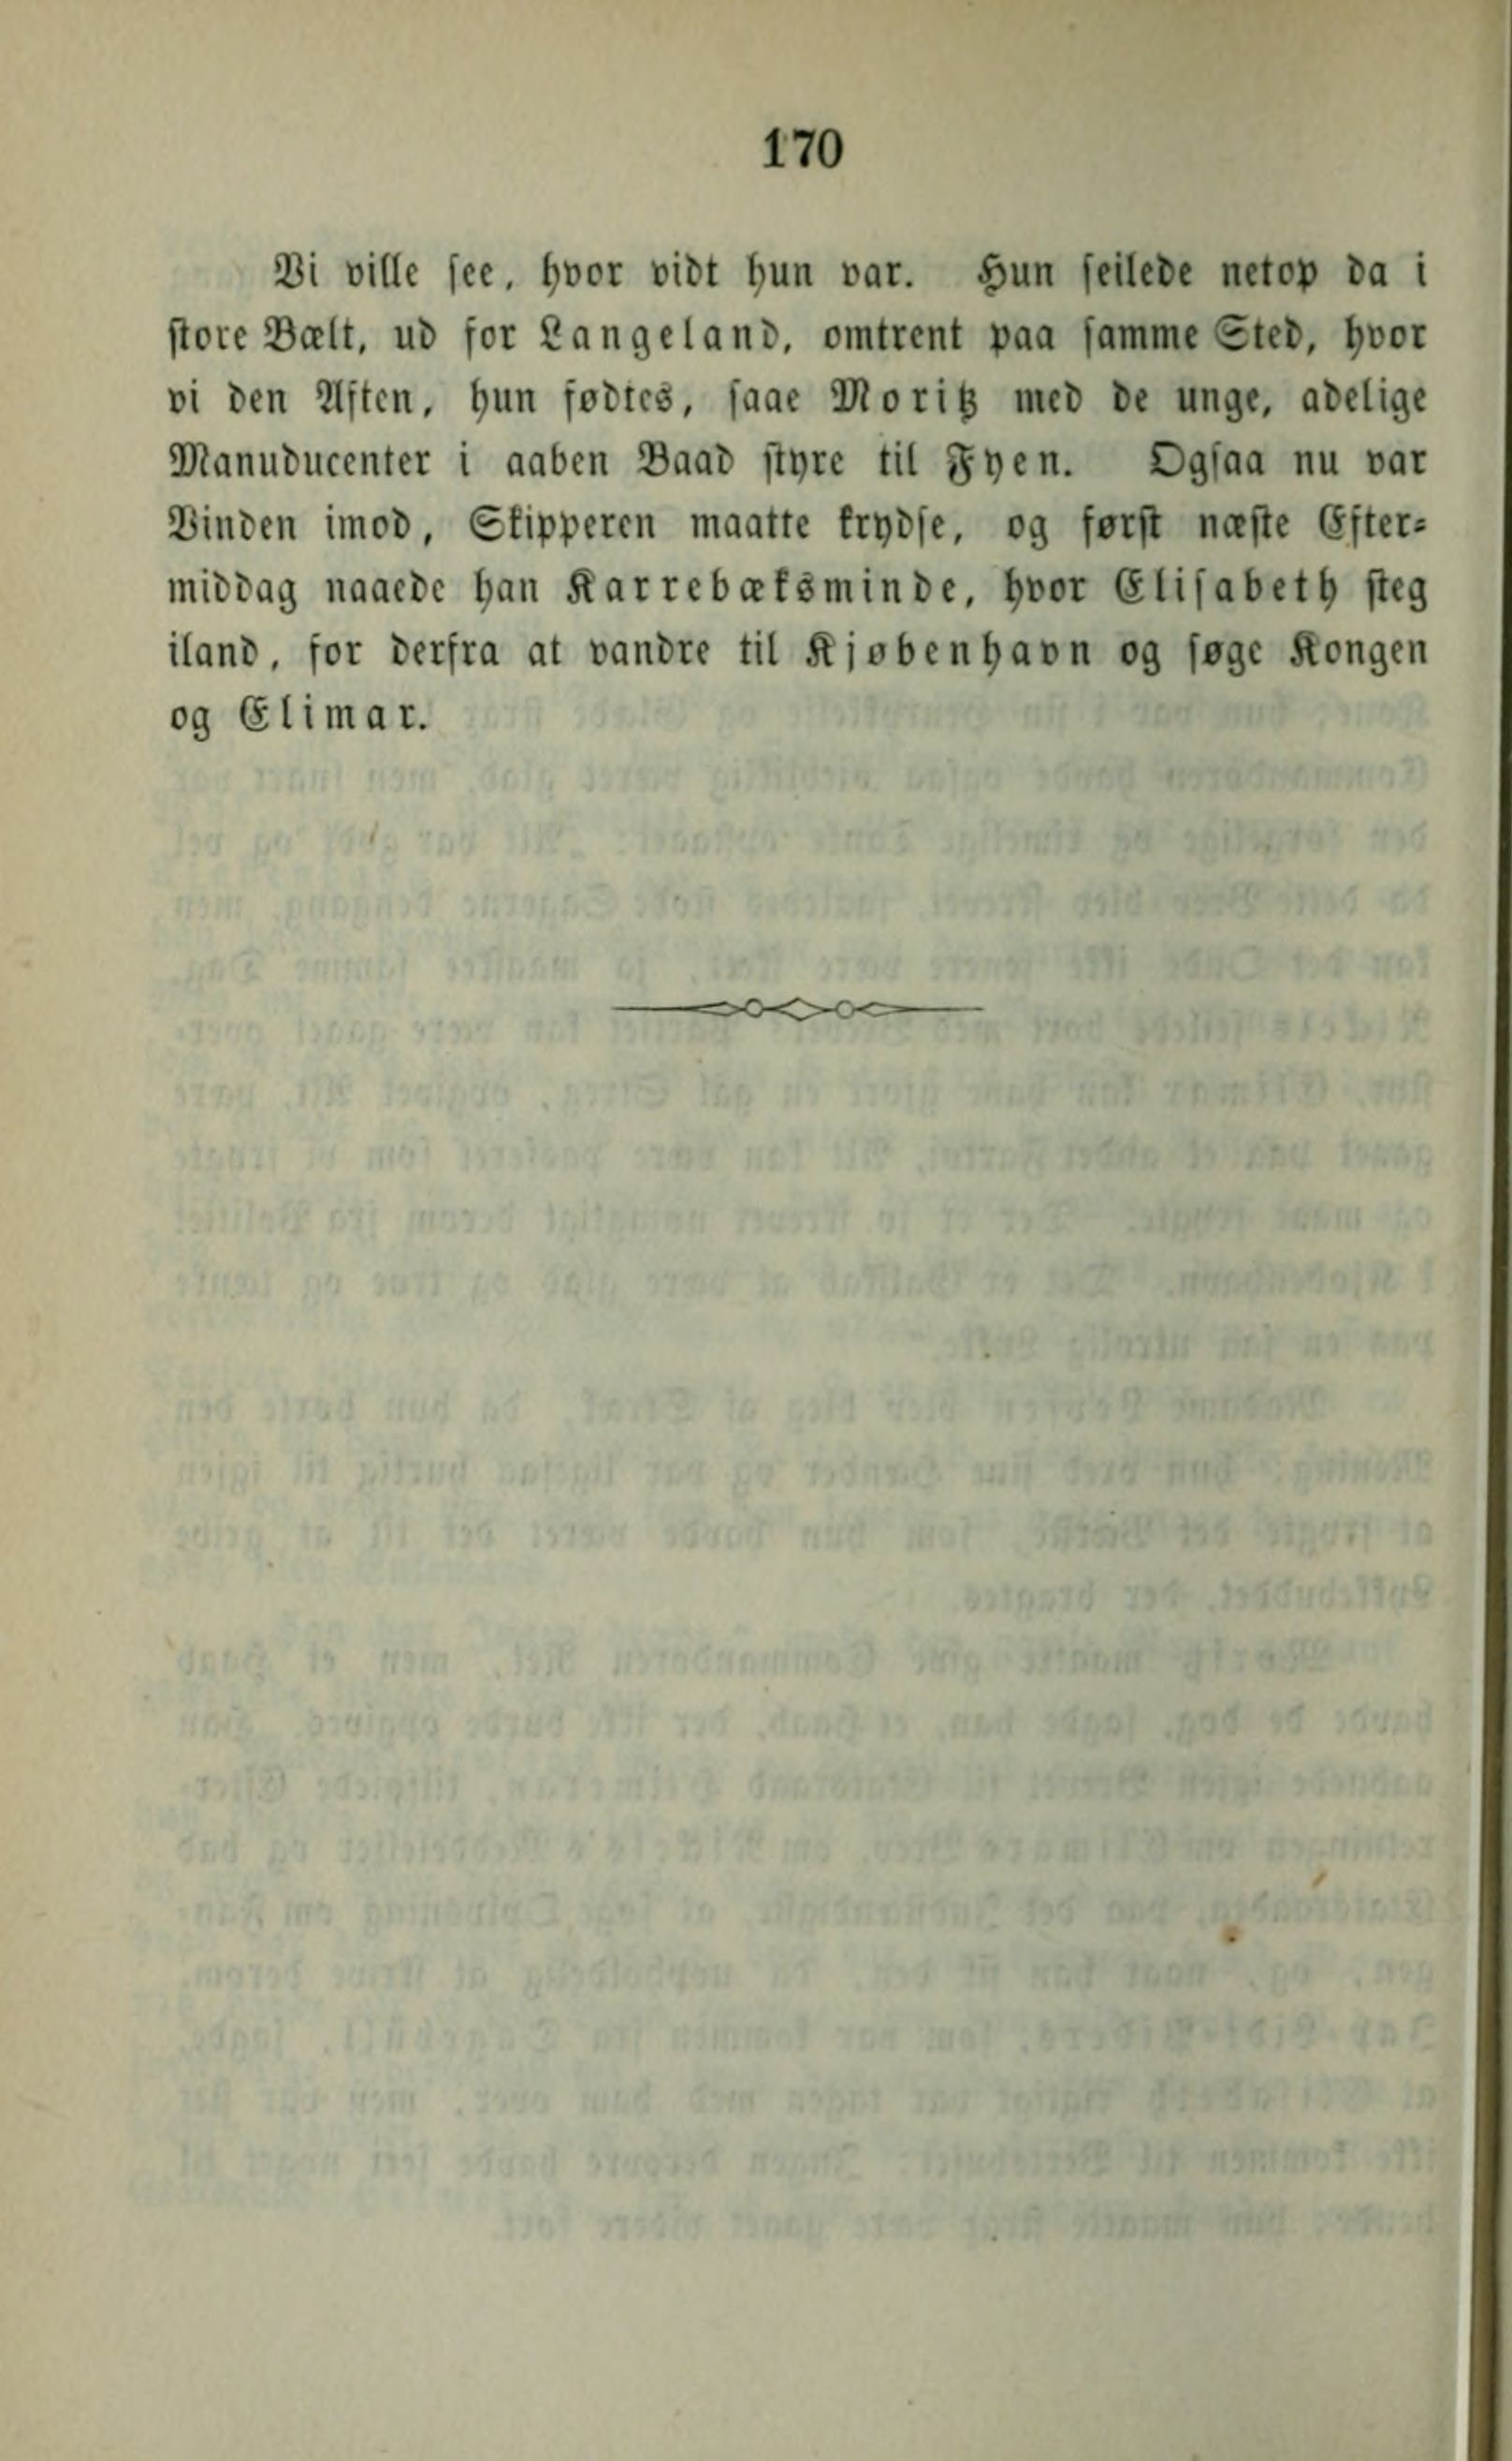 170
Vi ville see, hvor vidt hun var. Hun seilede netop da i
store Bælt, ud for Langeland, omtrent paa samme Sted, hvor
vi den Aften, hun fødtes, saae Moritz med de unge, adelige
Manuducenter i aaben Baad styre til Fyen. Ogsaa nu var
Vinden imod, Skipperen maatte krydse, og først næste Efter-
middag naaede han Karrebæksminde, hvor Elisabeth steg
iland, for derfra at vandre til Kjøbenhavn og søge Kongen
og Elimar.